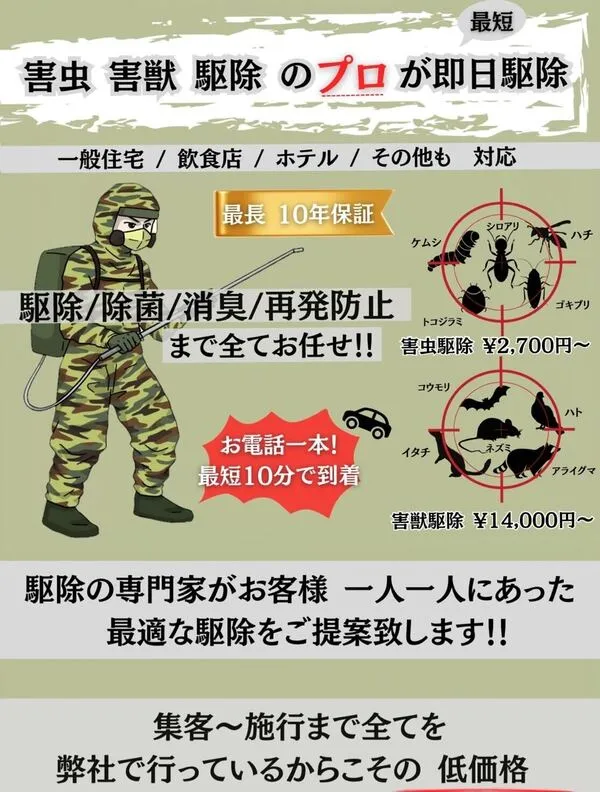 最短
害虫 害獣 駆除 のプロ が即日駆除
一般住宅 / 飲食店 / ホテル / その他も 対応
最長 10年保証
駆除/除菌/消臭/再発防止
まで全てお任せ!!
ケムシ
シロアリ
ハチ
トコジラミ
ゴキブリ
害虫駆除 ¥2,700円〜
お電話一本!
最短10分で到着
コウモリ
ハト
イタチ
ネズミ
アライグマ
害獣駆除 ¥14,000円〜
駆除の専門家がお客様 一人一人にあった
最適な駆除をご提案致します!!
集客〜施行まで全てを
弊社で行っているからこその 低価格